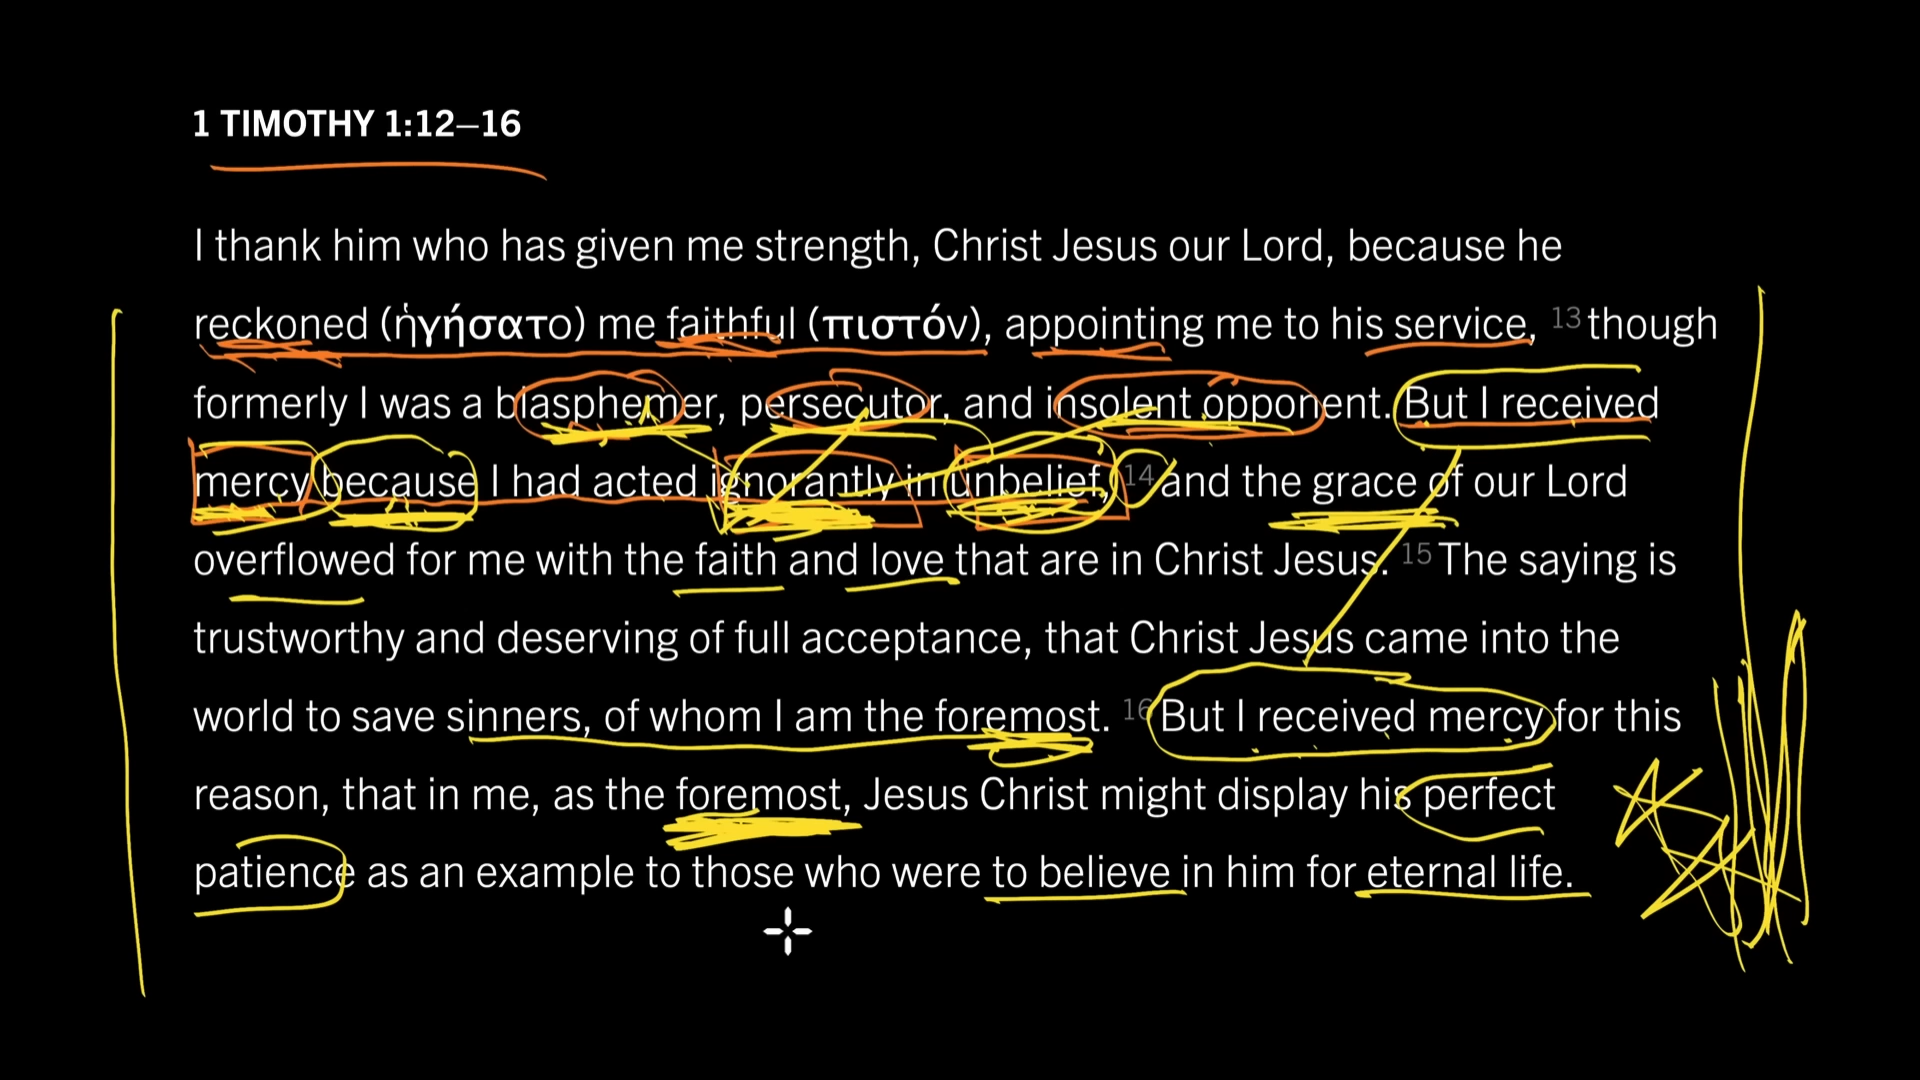 1 TIMOTHY 1:12–16
I thank him who has given me strength, Christ Jesus our Lord, because he
reckoned (ἡγήσατο) me faithful (πιστόν), appointing me to his service, 13 though
formerly I was a blasphemer, persecutor, and insolent opponent. But I received
mercy because I had acted ignorantly in unbelief, 14 and the grace of our Lord
overflowed for me with the faith and love that are in Christ Jesus. 15 The saying is
trustworthy and deserving of full acceptance, that Christ Jesus came into the
world to save sinners, of whom I am the foremost. 16 But I received mercy for this
reason, that in me, as the foremost, Jesus Christ might display his perfect
patience as an example to those who were to believe in him for eternal life.